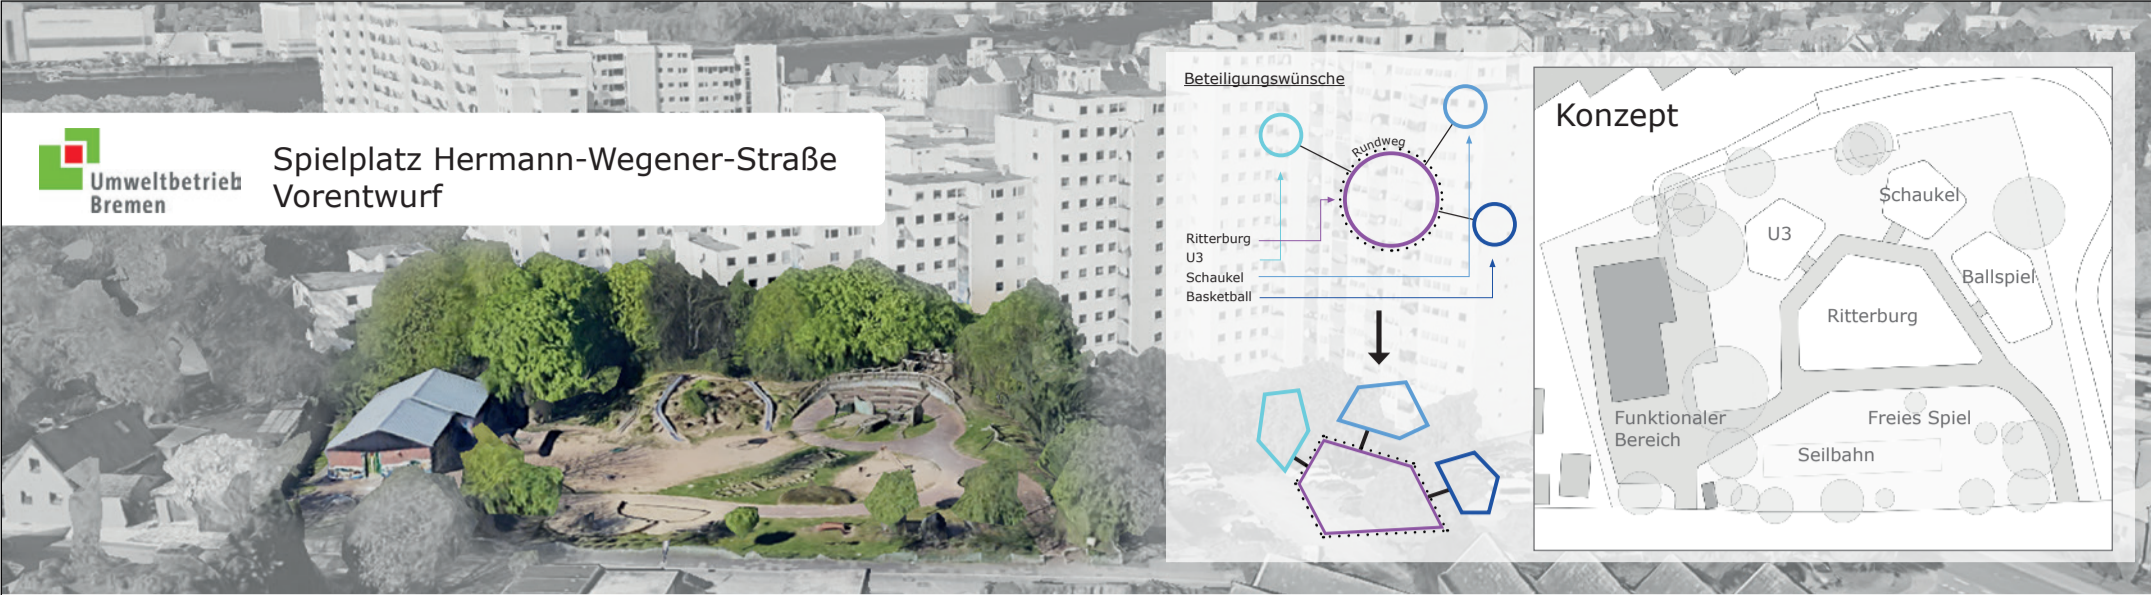 Umweltbetrieb
Bremen
Spielplatz Hermann-Wegener-Straße
Vorentwurf
Beteiligungswünsche
Rundweg
Ritterburg
U3
Schaukel
Basketball
Konzept
Schaukel
U3
Ballspiel
Ritterburg
Funktionaler
Bereich
Freies Spiel
Seilbahn